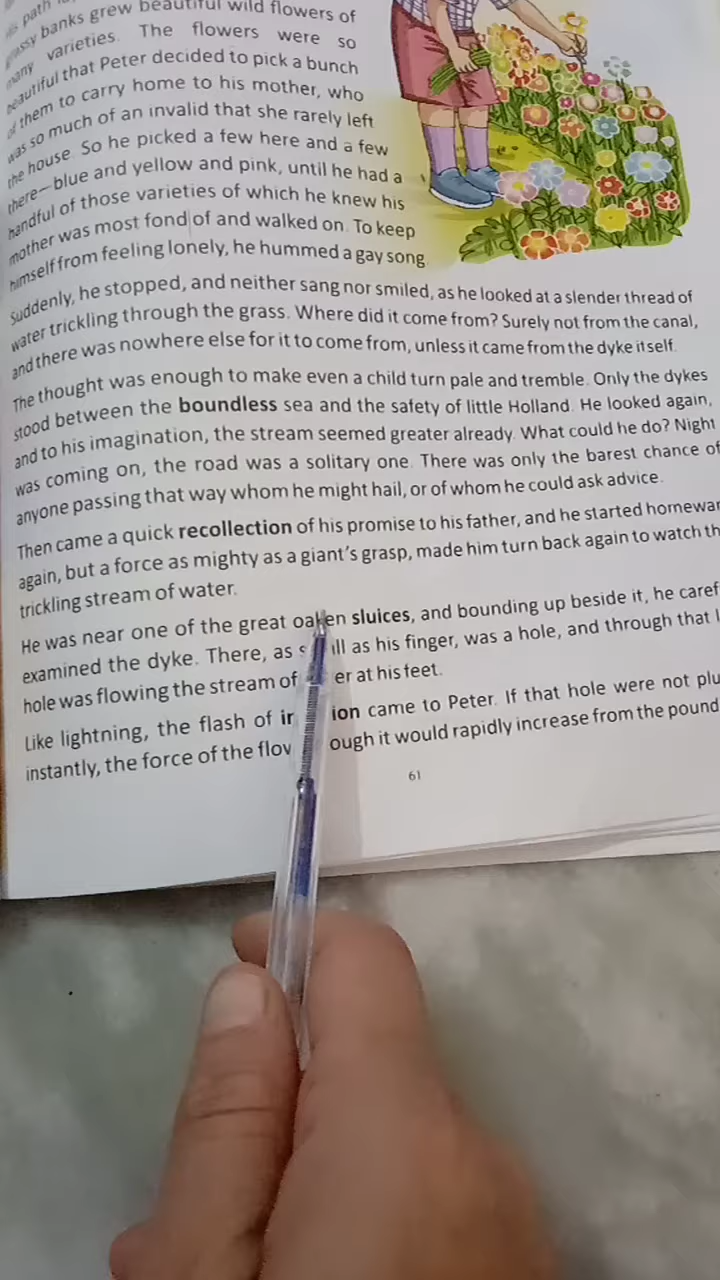 his path
grassy banks grew beautiful wild flowers of
many varieties. The flowers were so
beautiful that Peter decided to pick a bunch
of them to carry home to his mother, who
was so much of an invalid that she rarely left
the house. So he picked a few here and a few
there—blue and yellow and pink, until he had a
handful of those varieties of which he knew his
mother was most fond of and walked on. To keep
himself from feeling lonely, he hummed a gay song.
Suddenly, he stopped, and neither sang nor smiled, as he looked at a slender thread of
water trickling through the grass. Where did it come from? Surely not from the canal,
and there was nowhere else for it to come from, unless it came from the dyke itself.
The thought was enough to make even a child turn pale and tremble. Only the dykes
stood between the boundless sea and the safety of little Holland. He looked again,
and to his imagination, the stream seemed greater already. What could he do? Night
was coming on, the road was a solitary one. There was only the barest chance of
anyone passing that way whom he might hail, or of whom he could ask advice.
Then came a quick recollection of his promise to his father, and he started homewar
again, but a force as mighty as a giant's grasp, made him turn back again to watch th
trickling stream of water.
He was near one of the great oaken sluices, and bounding up beside it, he caref
examined the dyke. There, as s ll as his finger, was a hole, and through that l
hole was flowing the stream of er at his feet.
Like lightning, the flash of in ion came to Peter. If that hole were not plu
instantly, the force of the flow ough it would rapidly increase from the pound
61